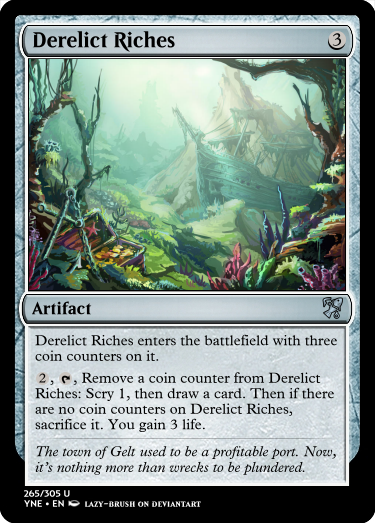 Derelict Riches 3
Artifact
Derelict Riches enters the battlefield with three
coin counters on it.
2, , Remove a coin counter from Derelict
Riches: Scry 1, then draw a card. Then if there
are no coin counters on Derelict Riches,
sacrifice it. You gain 3 life.
The town of Gelt used to be a profitable port. Now,
it's nothing more than wrecks to be plundered.
265/305 U
YNE • EN LAZY-BRUSH ON DEVIANTART